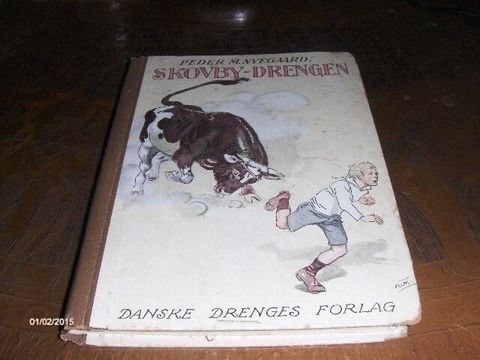 PEDER M. NYEGAARD:
SKOVBY-DRENGEN
A.M.
DANSKE DRENGES FORLAG
01/02/2015